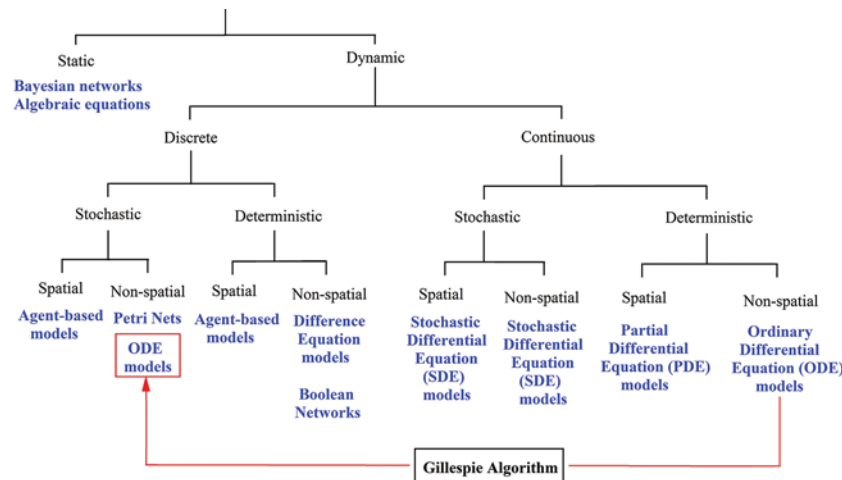 Static
Dynamic
Bayesian networks
Algebraic equations
Discrete
Continuous
Stochastic
Deterministic
Stochastic
Deterministic
Spatial
Agent-based
models
Non-spatial
Petri Nets
ODE
models
Spatial
Agent-based
models
Non-spatial
Difference
Equation
models
Boolean
Networks
Spatial
Stochastic
Differential
Equation
(SDE)
models
Non-spatial
Stochastic
Differential
Equation
(SDE)
models
Spatial
Partial
Differential
Equation (PDE)
models
Non-spatial
Ordinary
Differential
Equation (ODE)
models
Gillespie Algorithm